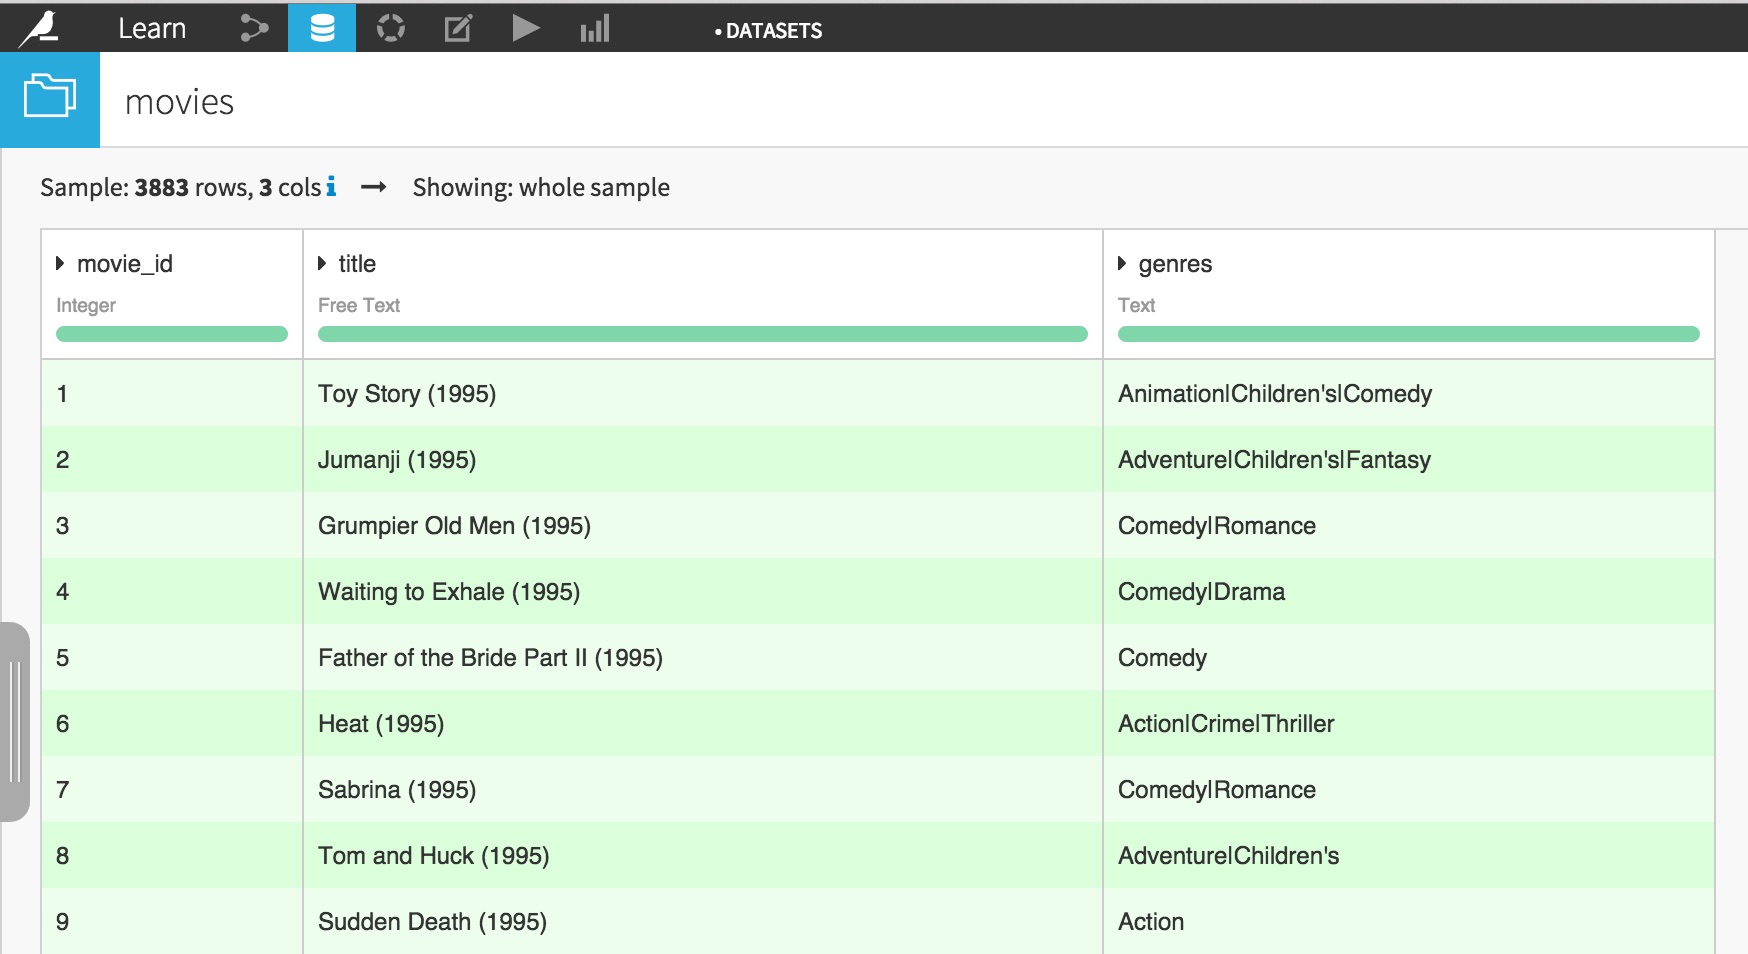 Learn • DATASETS
movies
Sample: 3883 rows, 3 cols i → Showing: whole sample
movie_id title genres
Integer Free Text Text
1 Toy Story (1995) Animation|Children's|Comedy
2 Jumanji (1995) Adventure|Children's|Fantasy
3 Grumpier Old Men (1995) Comedy|Romance
4 Waiting to Exhale (1995) Comedy|Drama
5 Father of the Bride Part II (1995) Comedy
6 Heat (1995) Action|Crime|Thriller
7 Sabrina (1995) Comedy|Romance
8 Tom and Huck (1995) Adventure|Children's
9 Sudden Death (1995) Action